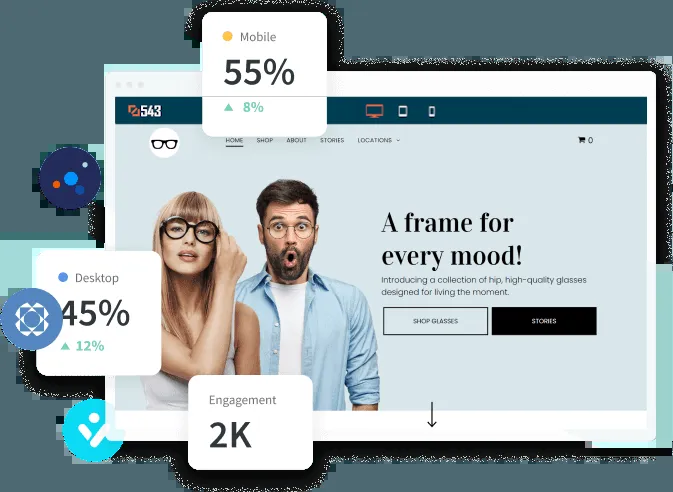 Mobile
55%
8%
543
HOME SHOP ABOUT STORIES LOCATIONS
0
A frame for
every mood!
Introducing a collection of hip, high-quality glasses
designed for living the moment.
SHOP GLASSES STORIES
Desktop
45%
12%
Engagement
2K